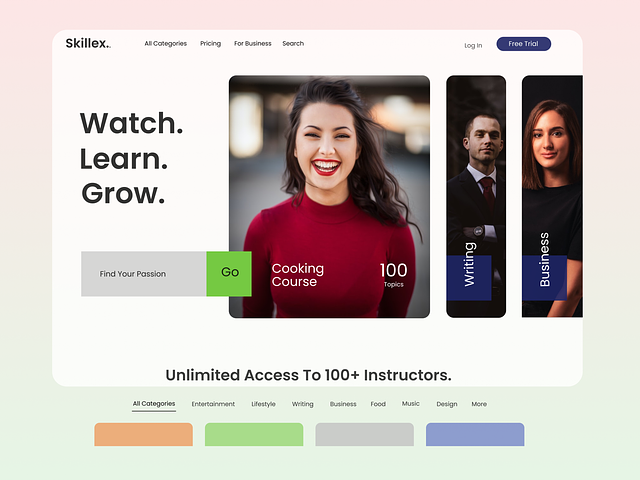 Skillex.
All Categories
Pricing
For Business
Search
Log In
Free Trial
Watch.
Learn.
Grow.
Find Your Passion
Go
Cooking
Course
100
Topics
Writing
Business
Unlimited Access To 100+ Instructors.
All Categories
Entertainment
Lifestyle
Writing
Business
Food
Music
Design
More